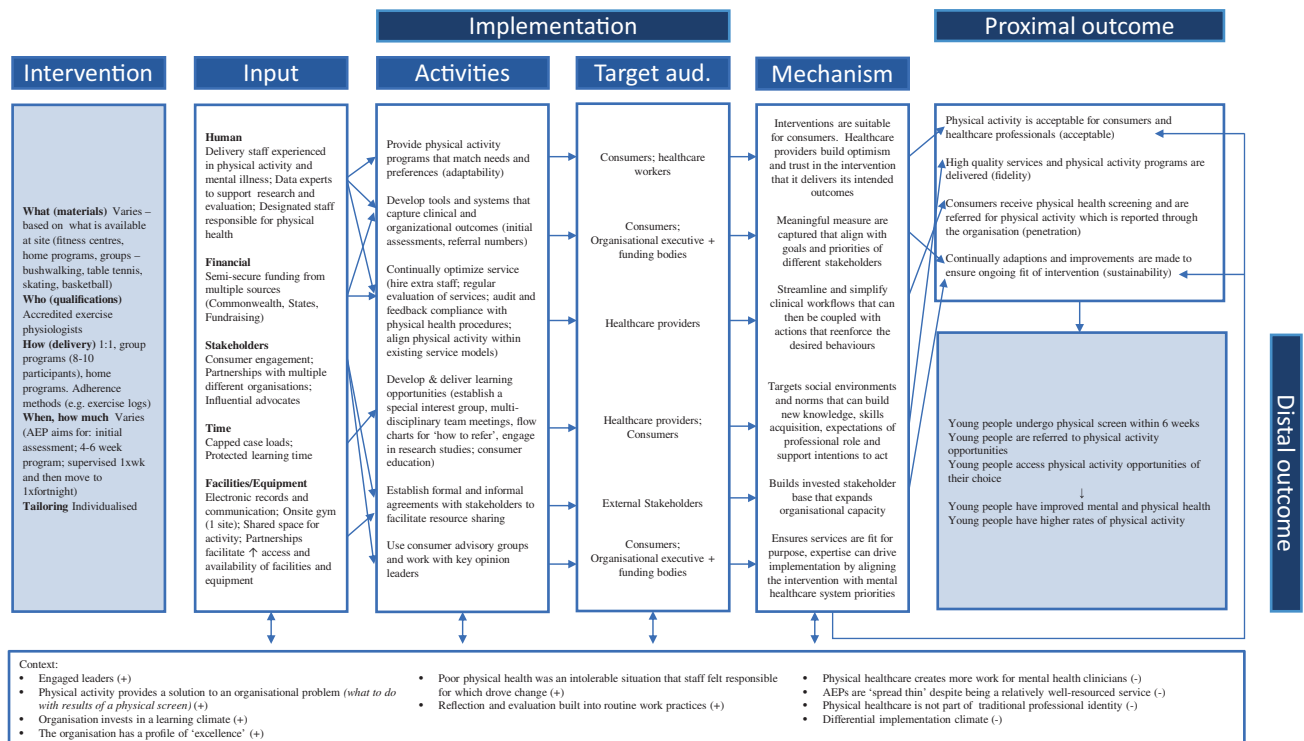 Implementation
Proximal outcome
Intervention
Input
Activities
Target aud.
Mechanism
What (materials) Varies –
based on what is available
at site (fitness centres,
home programs, groups –
bushwalking, table tennis,
skating, basketball)
Who (qualifications)
Accredited exercise
physiologists
How (delivery) 1:1, group
programs (8-10
participants), home
programs. Adherence
methods (e.g. exercise logs)
When, how much Varies
(AEP aims for: initial
assessment; 4-6 week
program; supervised 1xwk
and then move to
1xfortnight)
Tailoring Individualised
Human
Delivery staff experienced
in physical activity and
mental illness; Data experts
to support research and
evaluation; Designated staff
responsible for physical
health
Financial
Semi-secure funding from
multiple sources
(Commonwealth, States,
Fundraising)
Stakeholders
Consumer engagement;
Partnerships with multiple
different organisations;
Influential advocates
Time
Capped case loads;
Protected learning time
Facilities/Equipment
Electronic records and
communication; Onsite gym
(1 site); Shared space for
activity; Partnerships
facilitate ↑ access and
availability of facilities and
equipment
Provide physical activity
programs that match needs and
preferences (adaptability)
Develop tools and systems that
capture clinical and
organizational outcomes (initial
assessments, referral numbers)
Continually optimize service
(hire extra staff; regular
evaluation of services; audit and
feedback compliance with
physical health procedures;
align physical activity within
existing service models)
Develop & deliver learning
opportunities (establish a
special interest group, multi-
disciplinary team meetings, flow
charts for ‘how to refer’, engage
in research studies; consumer
education)
Establish formal and informal
agreements with stakeholders to
facilitate resource sharing
Use consumer advisory groups
and work with key opinion
leaders
Consumers; healthcare
workers
Consumers;
Organisational executive +
funding bodies
Healthcare providers
Healthcare providers;
Consumers
External Stakeholders
Consumers;
Organisational executive +
funding bodies
Interventions are suitable
for consumers. Healthcare
providers build optimism
and trust in the intervention
that it delivers its intended
outcomes
Meaningful measure are
captured that align with
goals and priorities of
different stakeholders
Streamline and simplify
clinical workflows that can
then be coupled with
actions that reenforce the
desired behaviours
Targets social environments
and norms that can build
new knowledge, skills
acquisition, expectations of
professional role and
support intentions to act
Builds invested stakeholder
base that expands
organisational capacity
Ensures services are fit for
purpose, expertise can drive
implementation by aligning
the intervention with mental
healthcare system priorities
Physical activity is acceptable for consumers and
healthcare professionals (acceptable)
High quality services and physical activity programs are
delivered (fidelity)
Consumers receive physical health screening and are
referred for physical activity which is reported through
the organisation (penetration)
Continually adaptions and improvements are made to
ensure ongoing fit of intervention (sustainability)
Young people undergo physical screen within 6 weeks
Young people are referred to physical activity
opportunities
Young people access physical activity opportunities of
their choice
↓
Young people have improved mental and physical health
Young people have higher rates of physical activity
Distal outcome
Context:
• Engaged leaders (+)
• Physical activity provides a solution to an organisational problem (what to do
with results of a physical screen) (+)
• Organisation invests in a learning climate (+)
• The organisation has a profile of ‘excellence’ (+)
• Poor physical health was an intolerable situation that staff felt responsible
for which drove change (+)
• Reflection and evaluation built into routine work practices (+)
• Physical healthcare creates more work for mental health clinicians (-)
• AEPs are ‘spread thin’ despite being a relatively well-resourced service (-)
• Physical healthcare is not part of traditional professional identity (-)
• Differential implementation climate (-)